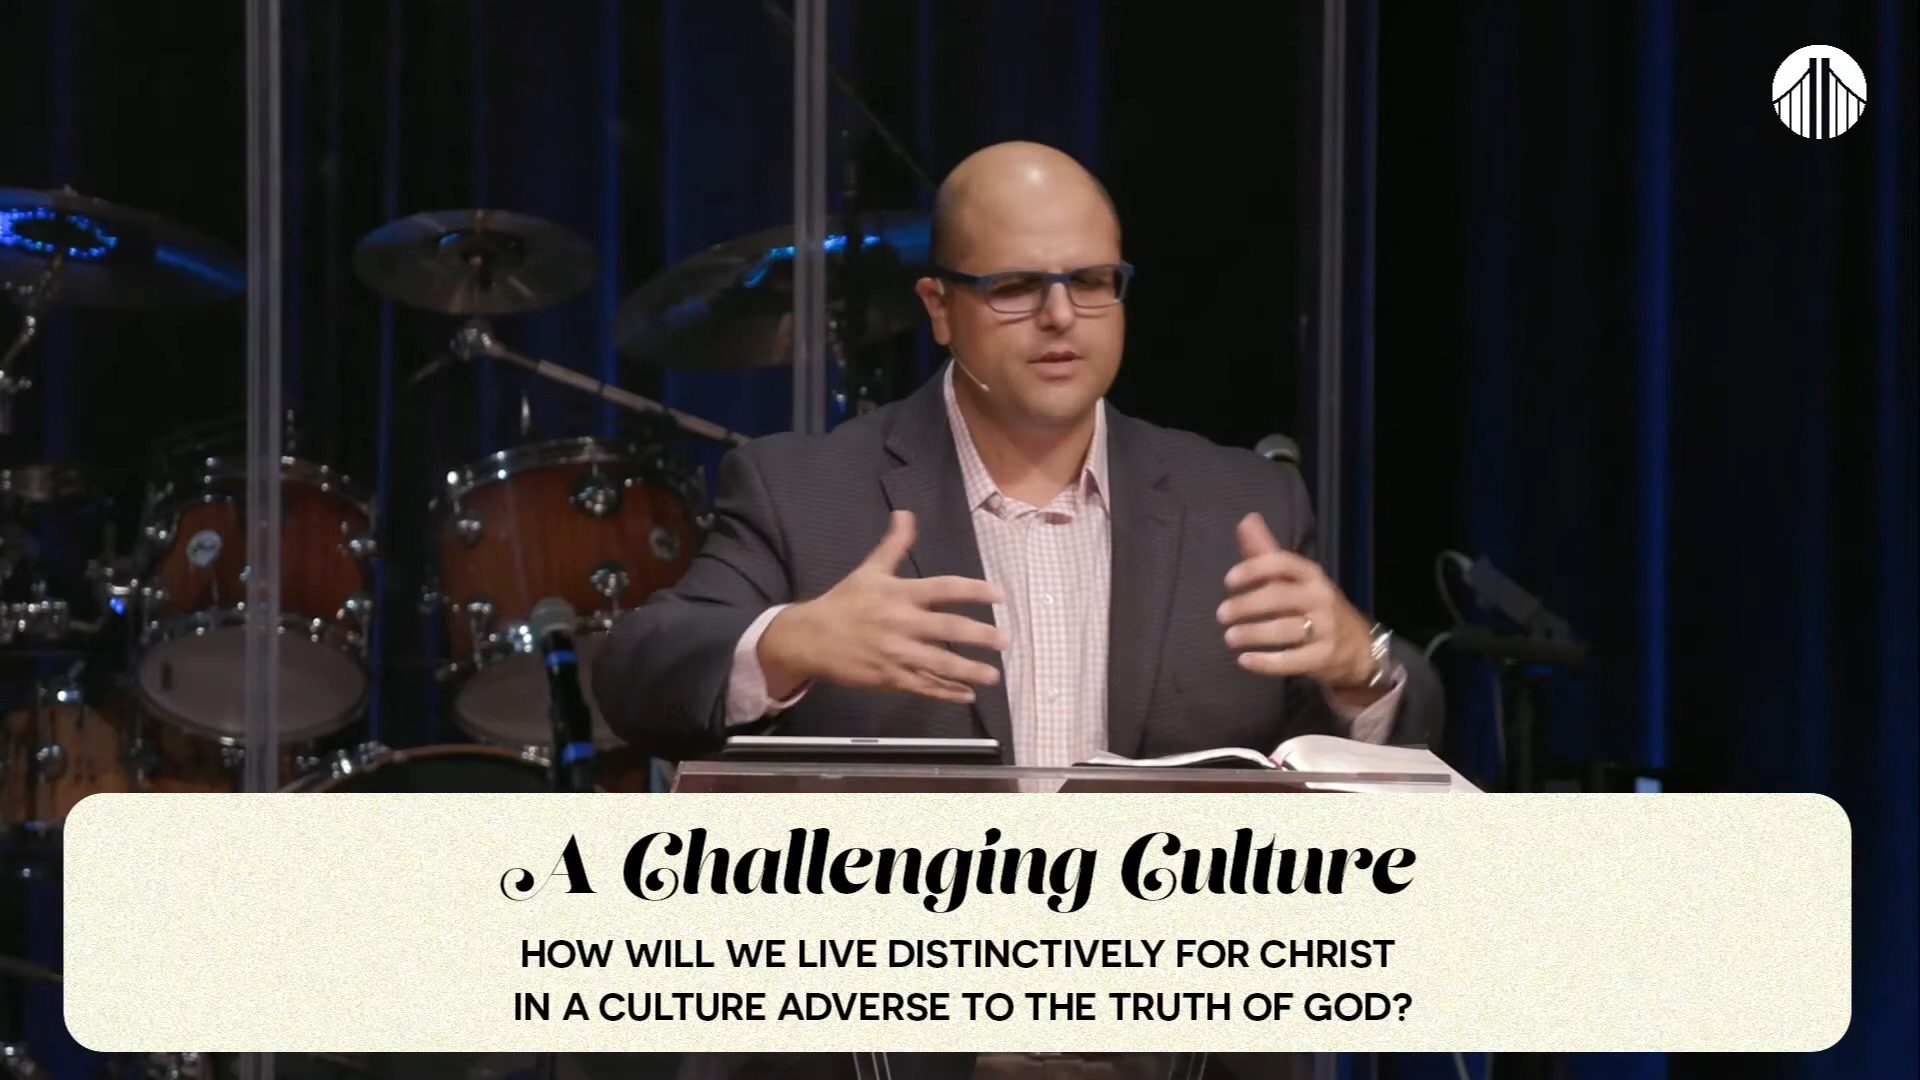 A Challenging Culture
HOW WILL WE LIVE DISTINCTIVELY FOR CHRIST
IN A CULTURE ADVERSE TO THE TRUTH OF GOD?